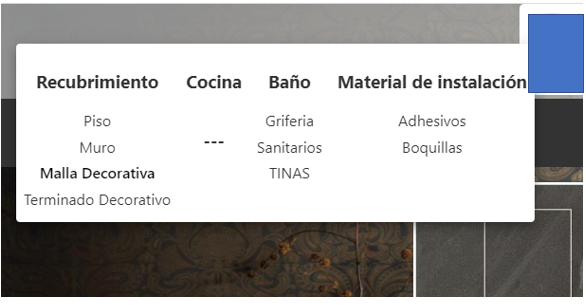 Recubrimiento Cocina Baño Material de instalación
Piso Griferia Adhesivos
Muro --- Sanitarios Boquillas
Malla Decorativa TINAS
Terminado Decorativo